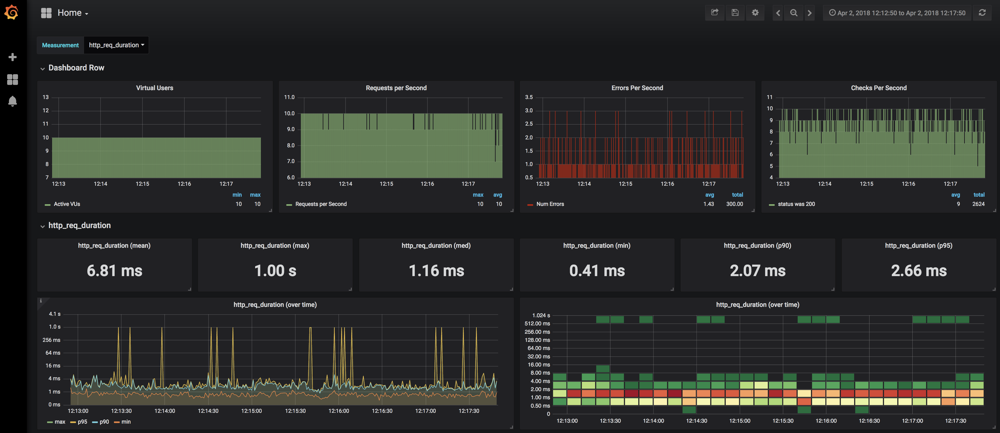 Home
Apr 2, 2018 12:12:50 to Apr 2, 2018 12:17:50
Measurement http_req_duration
Dashboard Row
Virtual Users
13
12
11
10
9
8
7
12:13 12:14 12:15 12:16 12:17
min max
Active VUs 10 10
Requests per Second
11.0
10.0
9.0
8.0
7.0
6.0
12:13 12:14 12:15 12:16 12:17
max avg
Requests per Second 10 10
Errors Per Second
3.5
3.0
2.5
2.0
1.5
1.0
0.5
12:13 12:14 12:15 12:16 12:17
avg total
Num Errors 1.43 300.00
Checks Per Second
11
10
9
8
7
6
5
4
12:13 12:14 12:15 12:16 12:17
avg total
status was 200 9 2624
http_req_duration
http_req_duration (mean)
6.81 ms
http_req_duration (max)
1.00 s
http_req_duration (med)
1.16 ms
http_req_duration (min)
0.41 ms
http_req_duration (p90)
2.07 ms
http_req_duration (p95)
2.66 ms
i
http_req_duration (over time)
4.1 s
1.0 s
256 ms
64 ms
16 ms
4 ms
1 ms
0 ms
12:13:00 12:13:30 12:14:00 12:14:30 12:15:00 12:15:30 12:16:00 12:16:30 12:17:00 12:17:30
max p95 p90 min
http_req_duration (over time)
1.024 s
512.00 ms
256.00 ms
128.00 ms
64.00 ms
32.00 ms
16.00 ms
8.00 ms
4.00 ms
2.00 ms
1.00 ms
0.50 ms
0
12:13:00 12:13:30 12:14:00 12:14:30 12:15:00 12:15:30 12:16:00 12:16:30 12:17:00 12:17:30